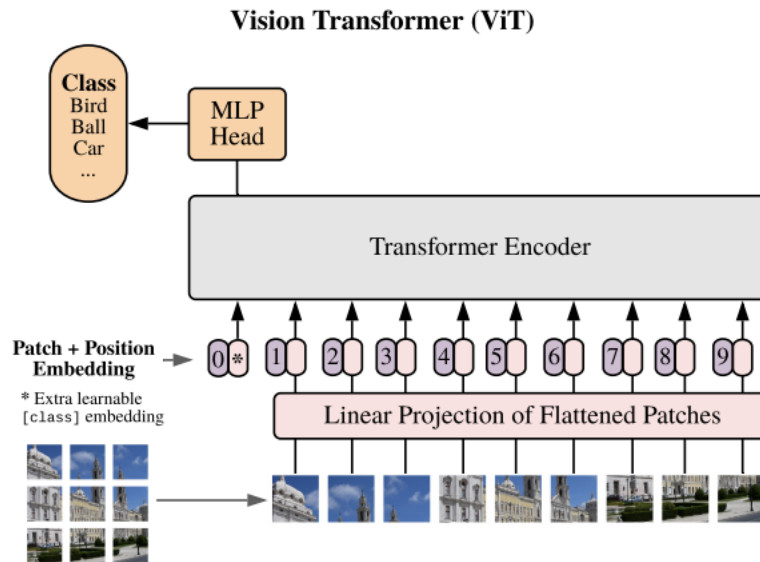 Vision Transformer (ViT)
Class
Bird
Ball
Car
...
MLP
Head
Transformer Encoder
Patch + Position
Embedding
0 * 1 2 3 4 5 6 7 8 9
* Extra learnable
[class] embedding
Linear Projection of Flattened Patches